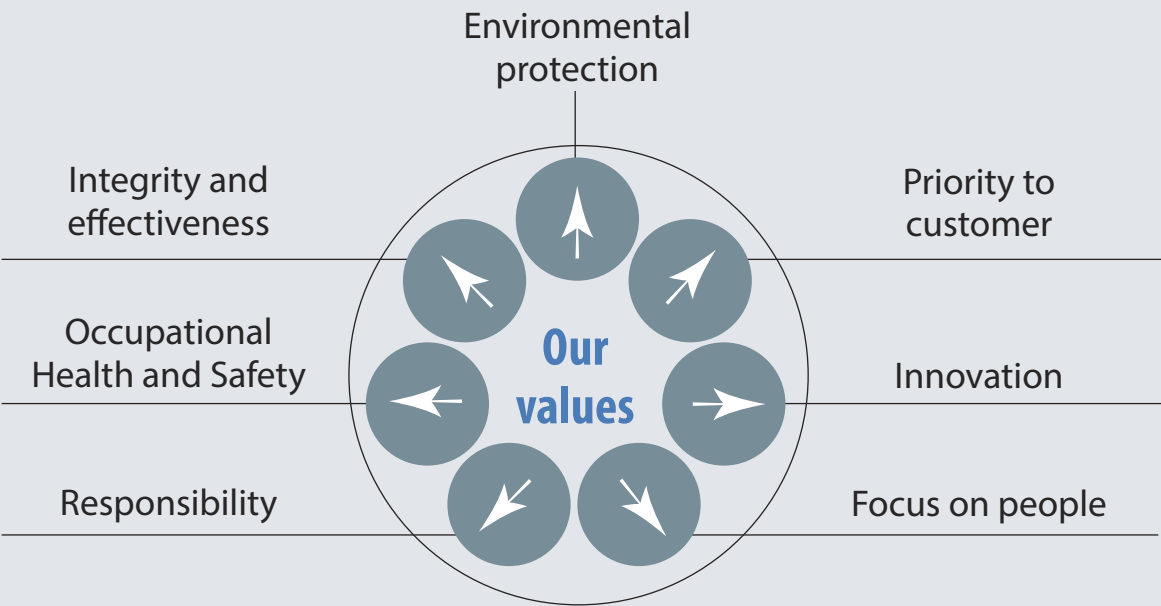 Environmental
protection
Integrity and
effectiveness
Priority to
customer
Occupational
Health and Safety
Our
values
Innovation
Responsibility
Focus on people